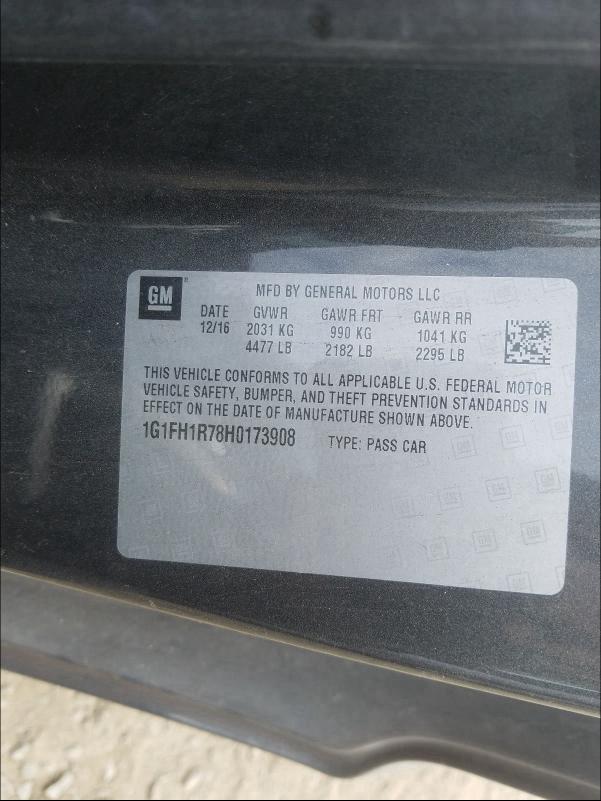 GM ® MFD BY GENERAL MOTORS LLC
DATE GVWR GAWR FRT GAWR RR
12/16 2031 KG 990 KG 1041 KG
4477 LB 2182 LB 2295 LB
THIS VEHICLE CONFORMS TO ALL APPLICABLE U.S. FEDERAL MOTOR
VEHICLE SAFETY, BUMPER, AND THEFT PREVENTION STANDARDS IN
EFFECT ON THE DATE OF MANUFACTURE SHOWN ABOVE.
1G1FH1R78H0173908 TYPE: PASS CAR